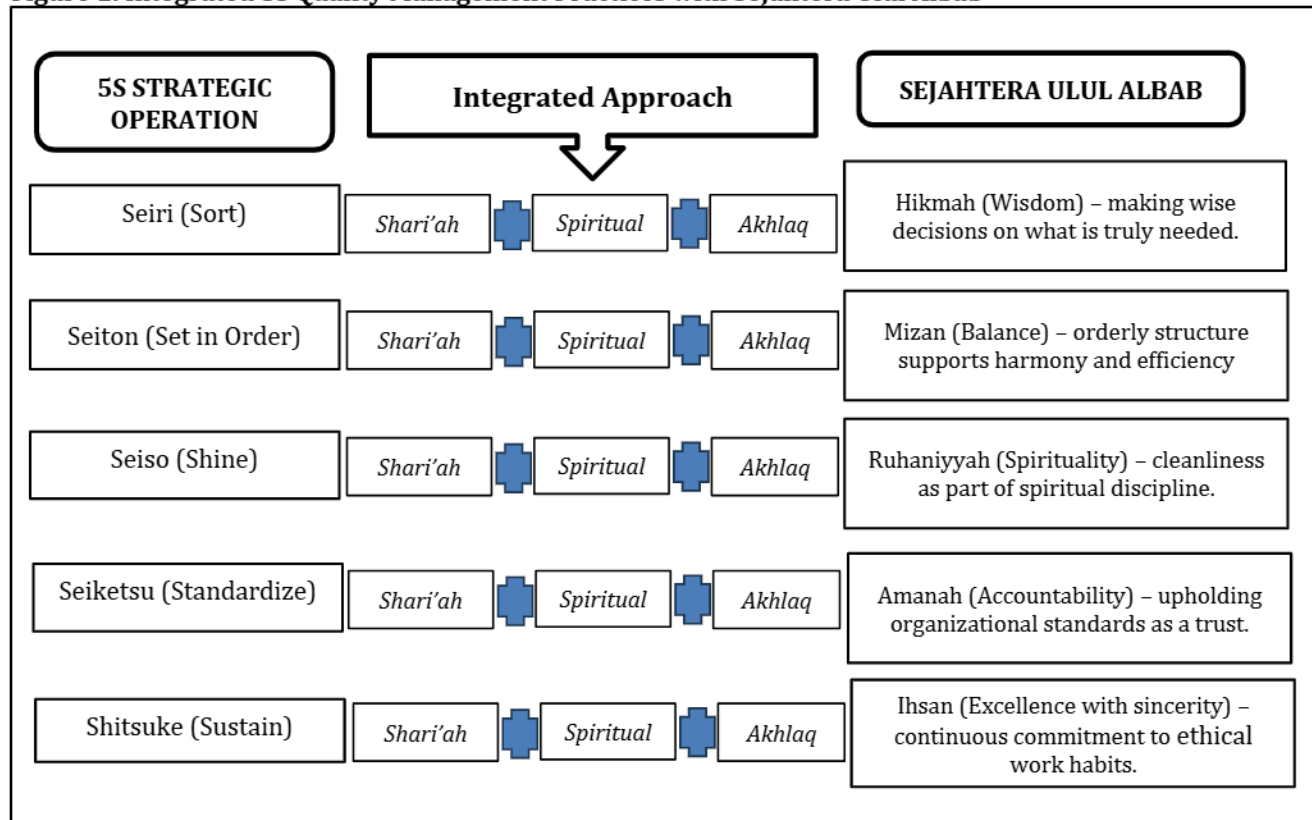 5S STRATEGIC
OPERATION
Integrated Approach
SEJAHTERA ULUL ALBAB
Seiri (Sort)
Shari’ah
Spiritual
Akhlaq
Hikmah (Wisdom) – making wise
decisions on what is truly needed.
Seiton (Set in Order)
Shari’ah
Spiritual
Akhlaq
Mizan (Balance) – orderly structure
supports harmony and efficiency
Seiso (Shine)
Shari’ah
Spiritual
Akhlaq
Ruhaniyyah (Spirituality) – cleanliness
as part of spiritual discipline.
Seiketsu (Standardize)
Shari’ah
Spiritual
Akhlaq
Amanah (Accountability) – upholding
organizational standards as a trust.
Shitsuke (Sustain)
Shari’ah
Spiritual
Akhlaq
Ihsan (Excellence with sincerity) –
continuous commitment to ethical
work habits.